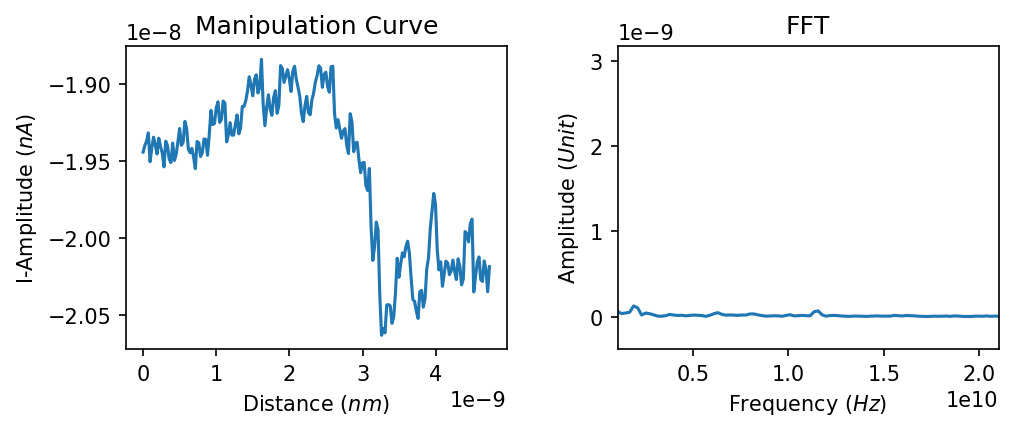 Manipulation Curve
1e−8
−1.90
−1.95
−2.00
−2.05
I-Amplitude (nA)
0 1 2 3 4
1e−9
Distance (nm)
FFT
1e−9
3
2
1
0
Amplitude (Unit)
0.5 1.0 1.5 2.0
1e10
Frequency (Hz)